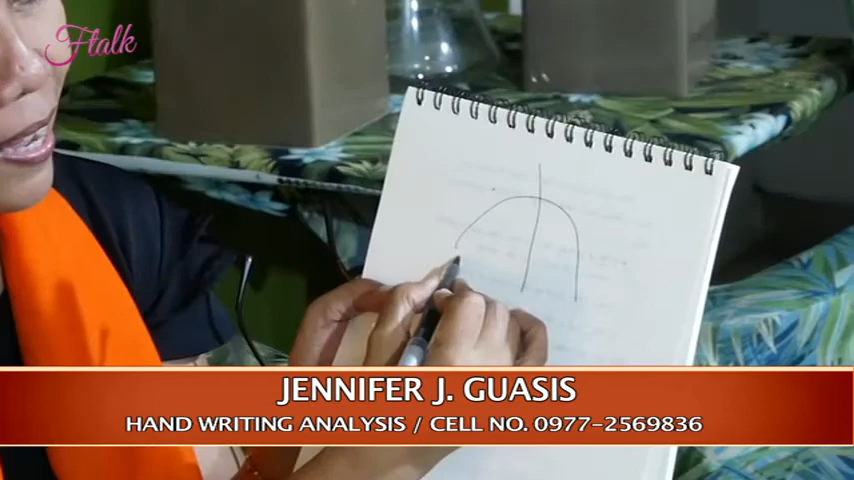 Ftalk
JENNIFER J. GUASIS
HAND WRITING ANALYSIS / CELL NO. 0977-2569836